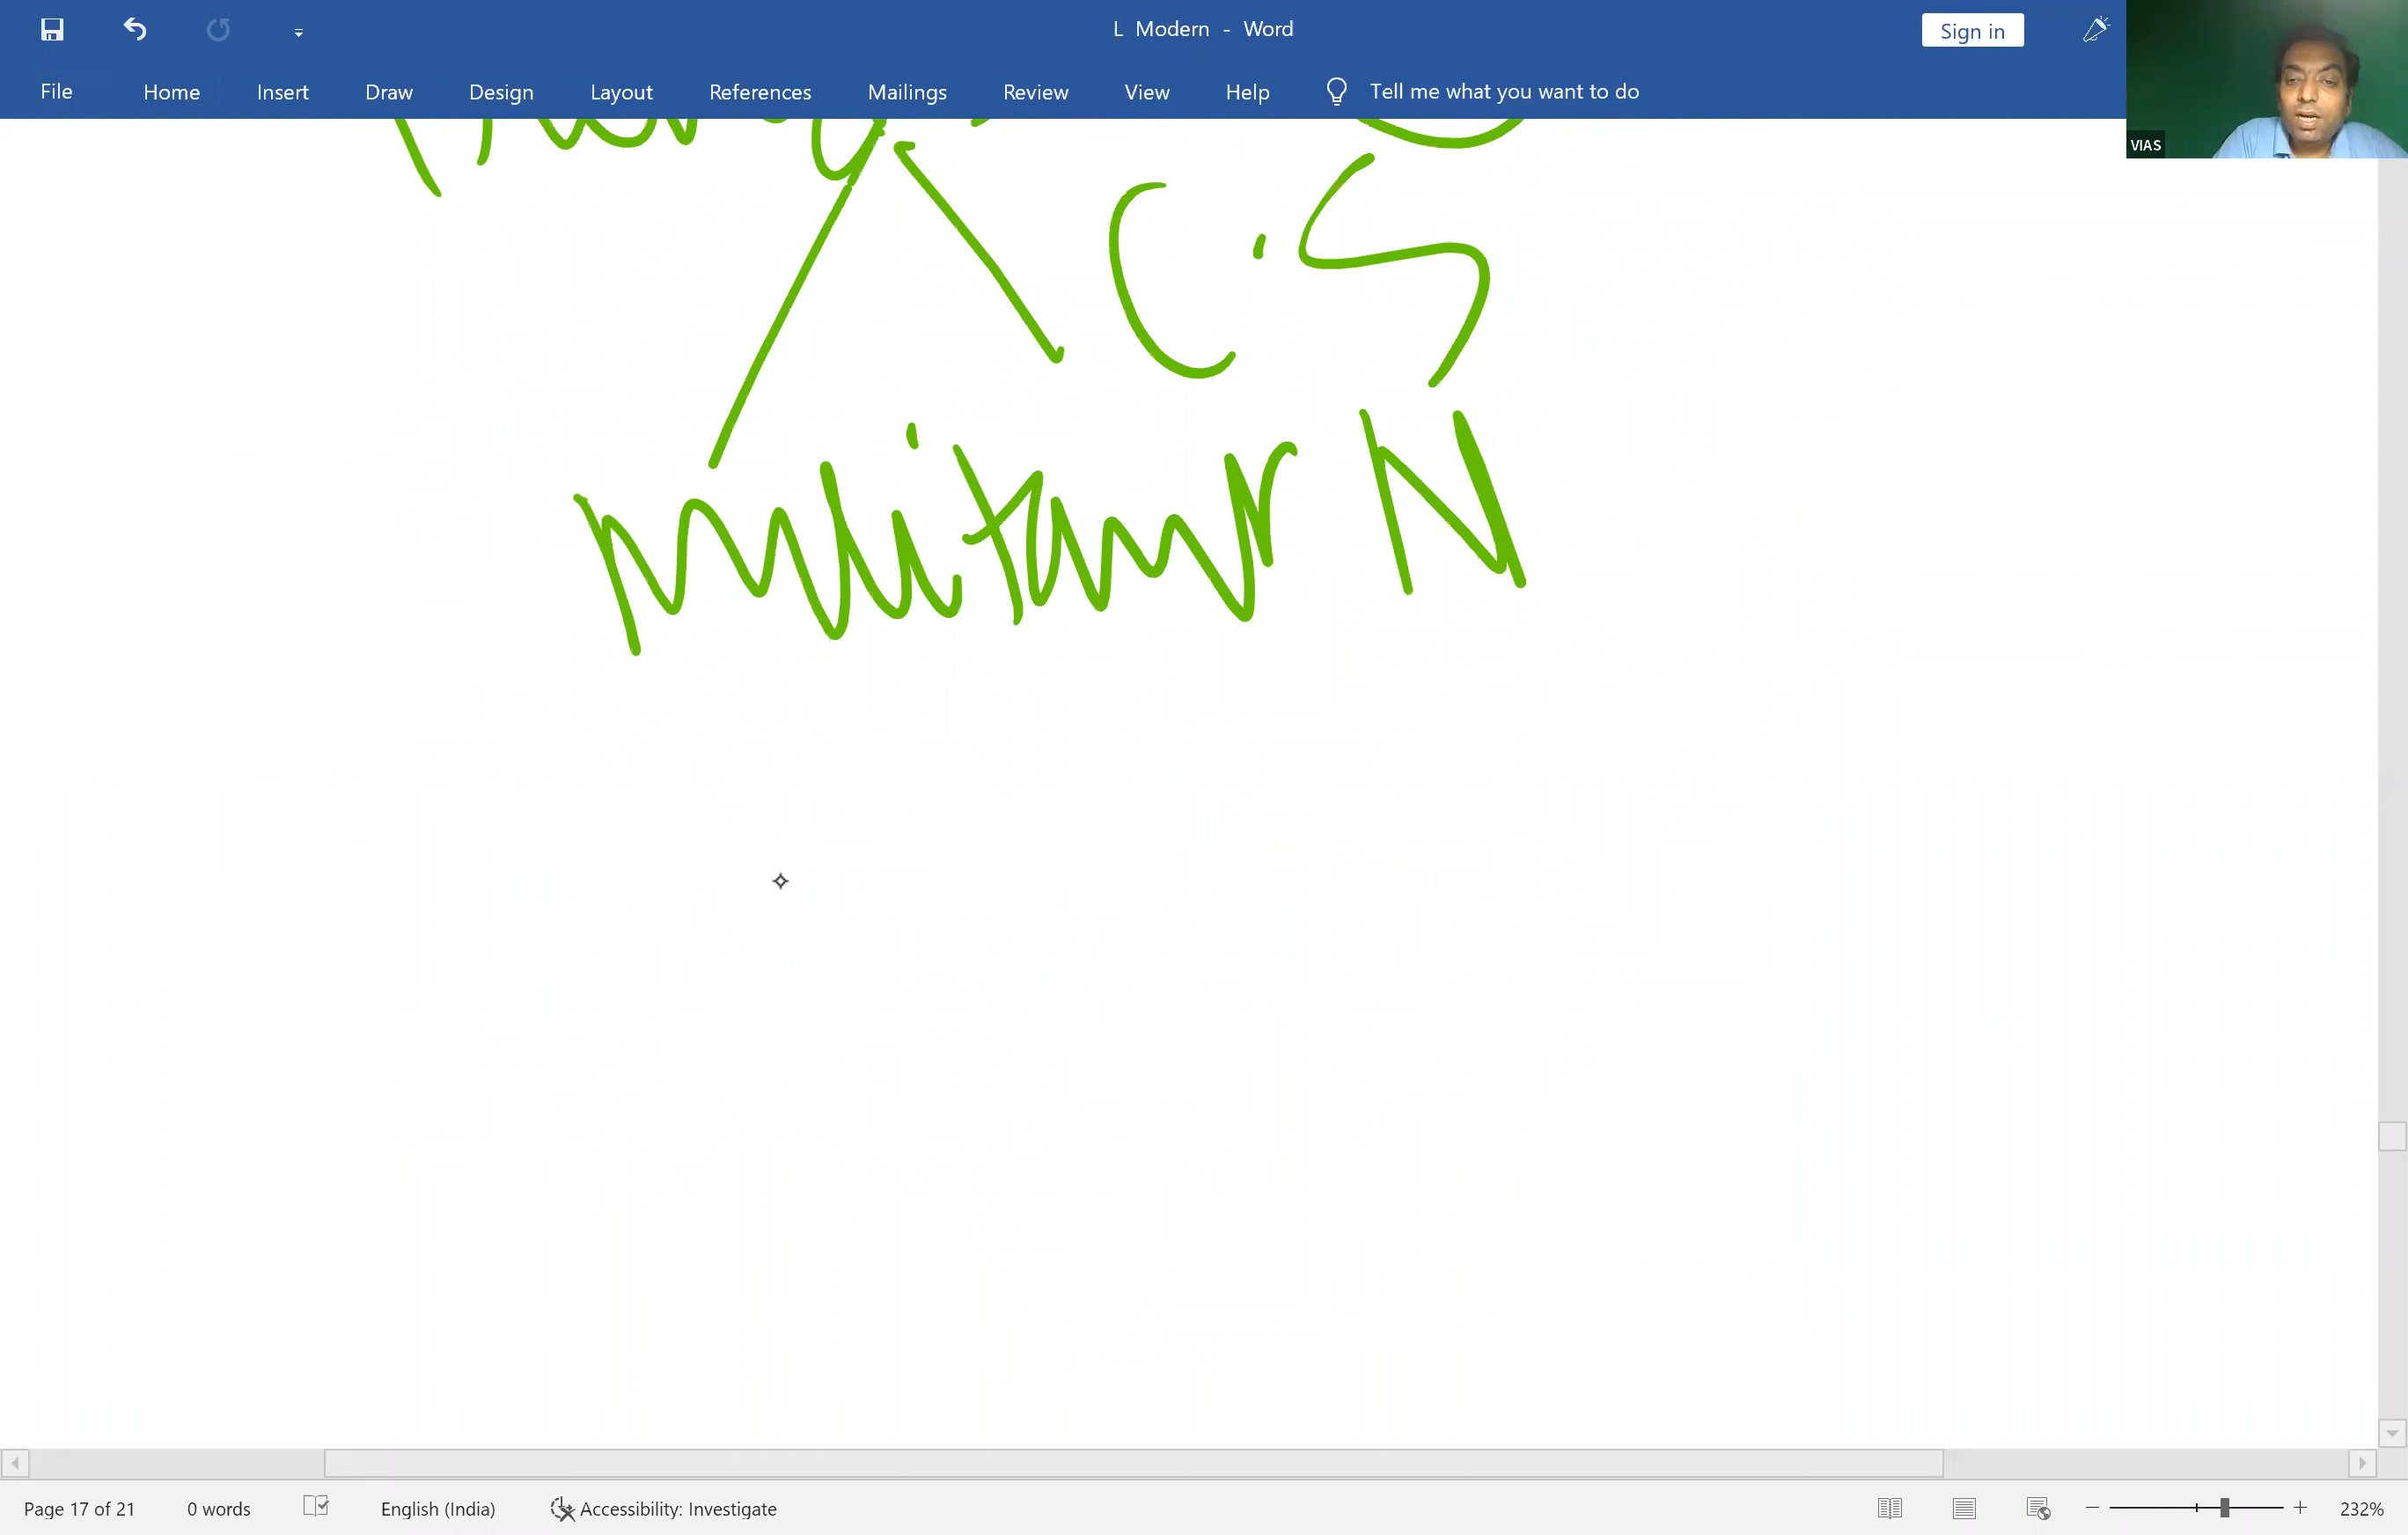 L Modern - Word
Sign in
File Home Insert Draw Design Layout References Mailings Review View Help Tell me what you want to do
VIAS
C.S
Militant N
Page 17 of 21 0 words English (India) Accessibility: Investigate 232%